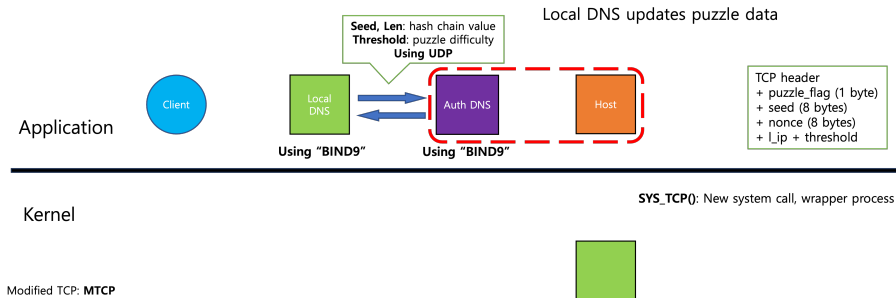 Local DNS updates puzzle data
Seed, Len: hash chain value
Threshold: puzzle difficulty
Using UDP
Client
Local
DNS
Auth DNS
Host
TCP header
+ puzzle_flag (1 byte)
+ seed (8 bytes)
+ nonce (8 bytes)
+ l_ip + threshold
Application
Using “BIND9”
Using “BIND9”
SYS_TCP(): New system call, wrapper process
Kernel
Modified TCP: MTCP